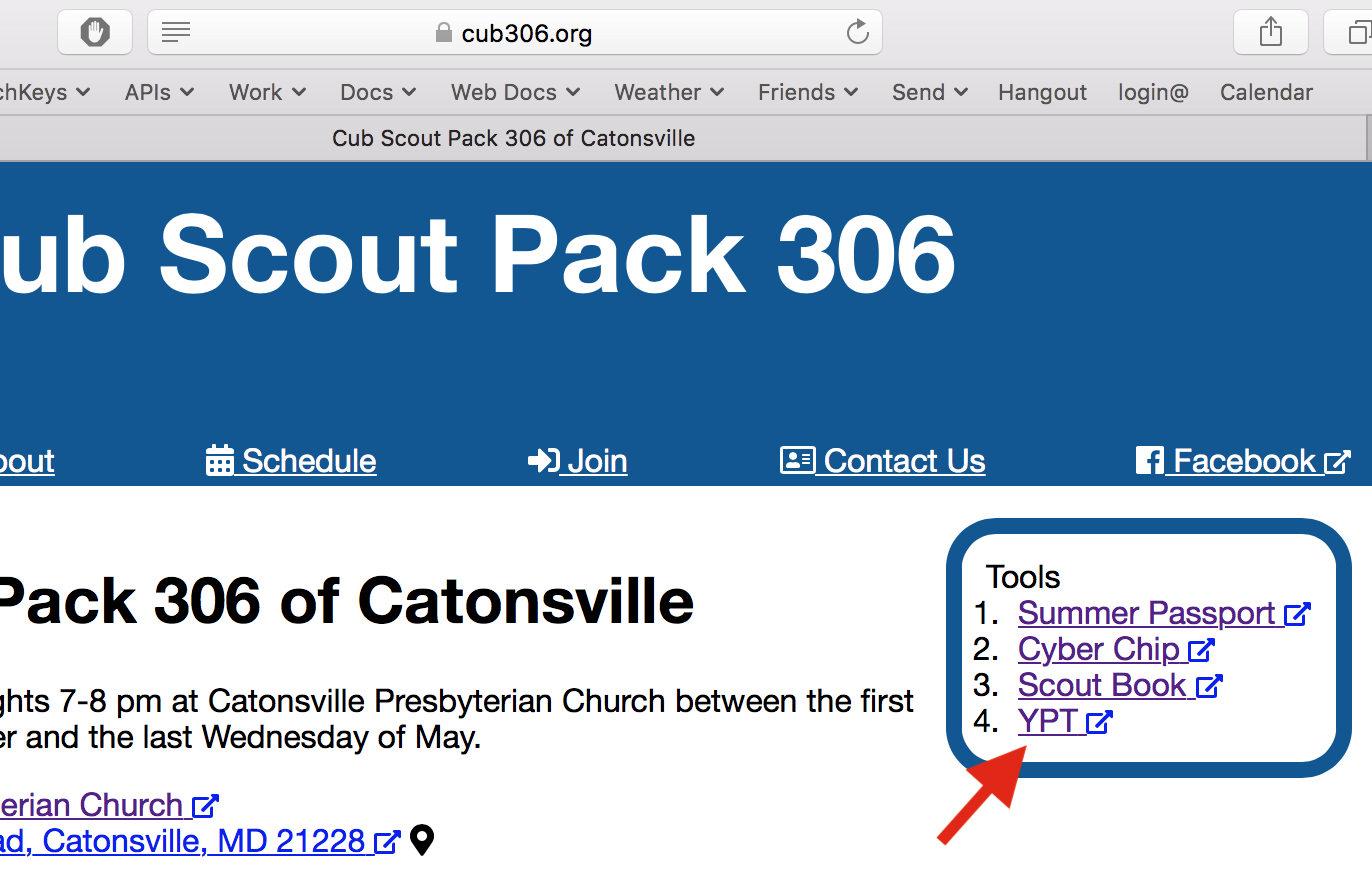 cub306.org
chKeys APIs Work Docs Web Docs Weather Friends Send Hangout login@ Calendar
Cub Scout Pack 306 of Catonsville
ub Scout Pack 306
bout Schedule Join Contact Us Facebook
Tools
1. Summer Passport
2. Cyber Chip
3. Scout Book
4. YPT
Pack 306 of Catonsville
ghts 7-8 pm at Catonsville Presbyterian Church between the first
er and the last Wednesday of May.
erian Church
ad, Catonsville, MD 21228